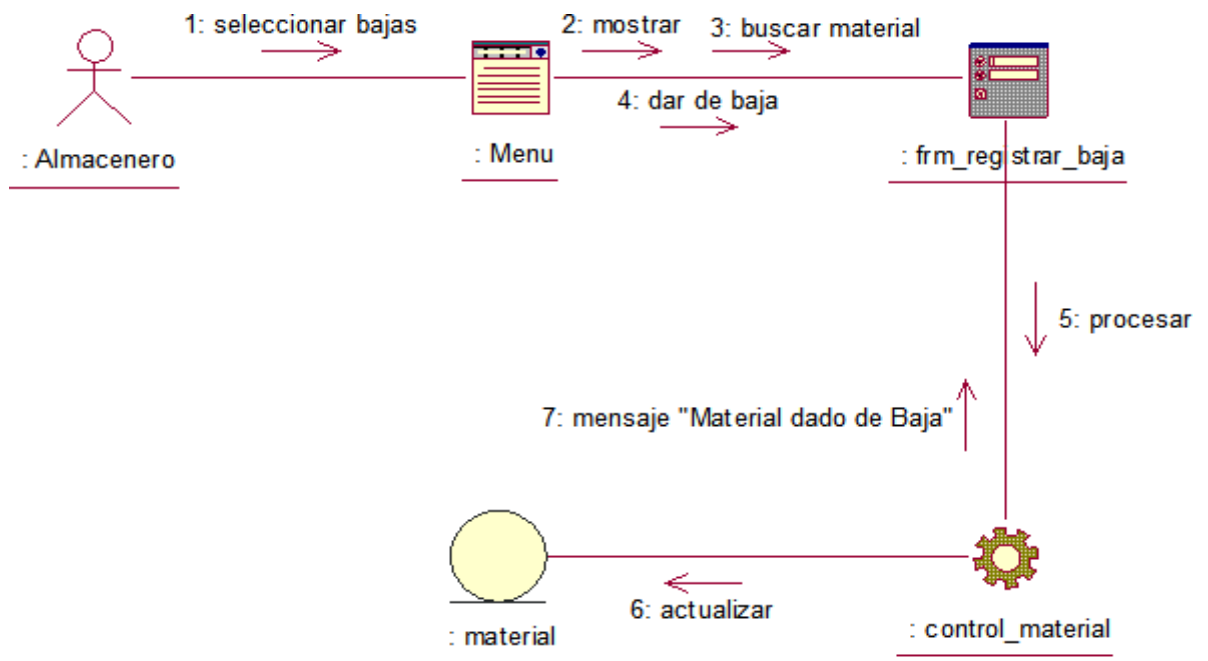 1: seleccionar bajas
2: mostrar
3: buscar material
4: dar de baja
: Almacenero
: Menu
: frm_registrar_baja
5: procesar
7: mensaje "Material dado de Baja"
6: actualizar
: material
: control_material